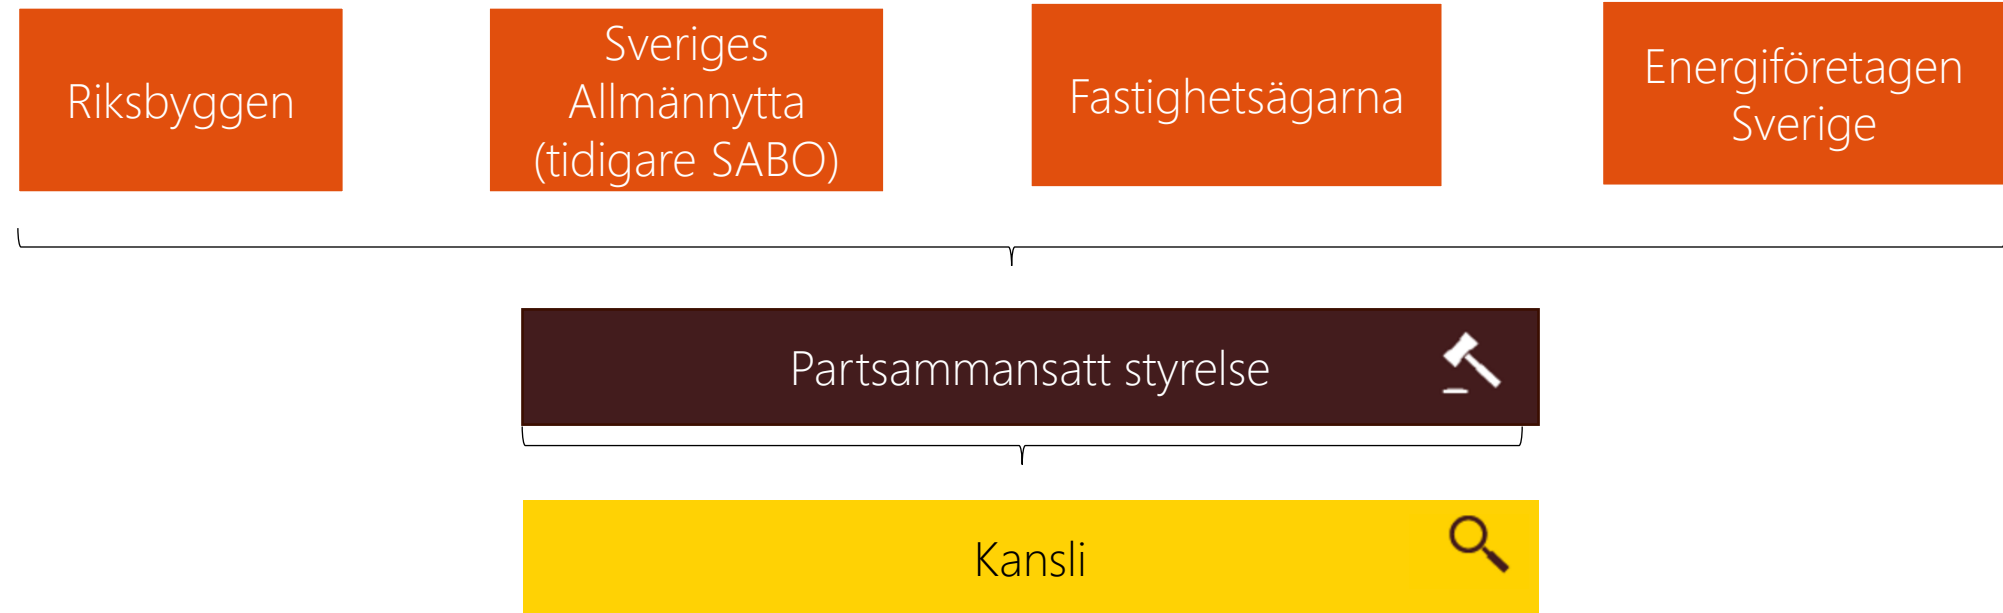 Riksbyggen
Sveriges
Allmännytta
(tidigare SABO)
Fastighetsägarna
Energiföretagen
Sverige
Partsammansatt styrelse
Kansli